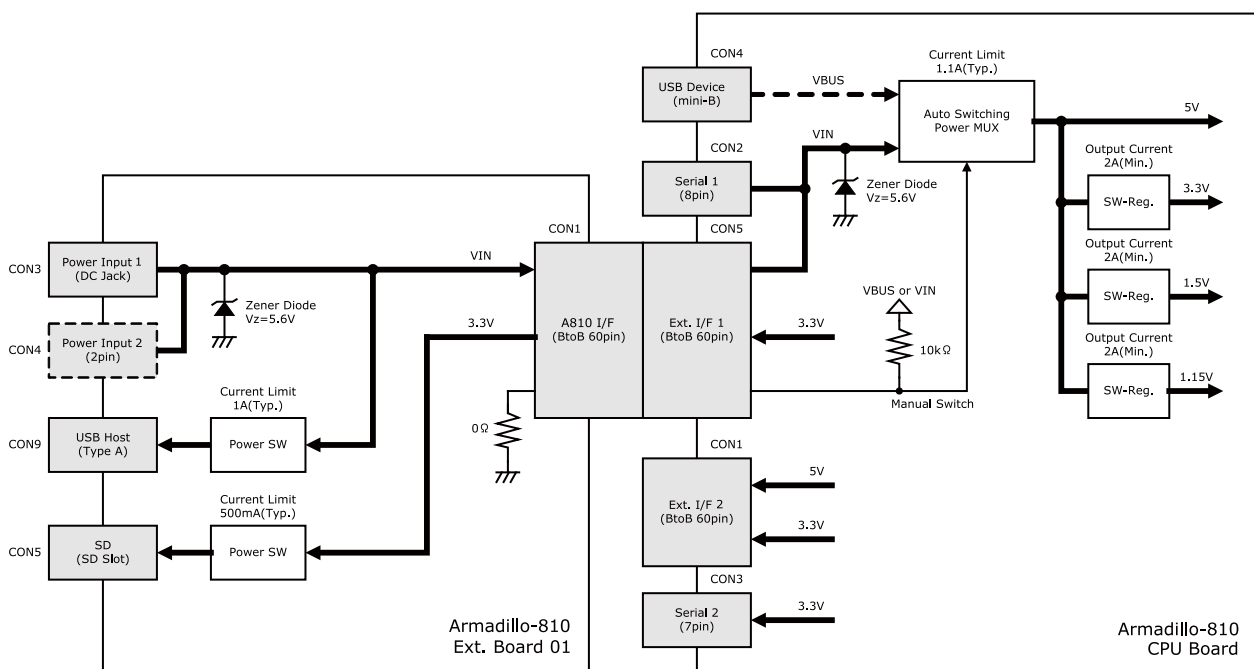 CON4
USB Device
(mini-B)
VBUS
Current Limit
1.1A(Typ.)
Auto Switching
Power MUX
5V
CON2
Serial 1
(8pin)
VIN
Zener Diode
Vz=5.6V
Output Current
2A(Min.)
SW-Reg.
3.3V
Output Current
2A(Min.)
SW-Reg.
1.5V
Output Current
2A(Min.)
SW-Reg.
1.15V
CON3
Power Input 1
(DC Jack)
VIN
Zener Diode
Vz=5.6V
CON4
Power Input 2
(2pin)
3.3V
CON1
A810 I/F
(BtoB 60pin)
CON5
Ext. I/F 1
(BtoB 60pin)
3.3V
VBUS or VIN
10kΩ
Manual Switch
0Ω
Current Limit
1A(Typ.)
CON9
USB Host
(Type A)
Power SW
Current Limit
500mA(Typ.)
CON5
SD
(SD Slot)
Power SW
CON1
Ext. I/F 2
(BtoB 60pin)
5V
3.3V
CON3
Serial 2
(7pin)
3.3V
Armadillo-810
Ext. Board 01
Armadillo-810
CPU Board